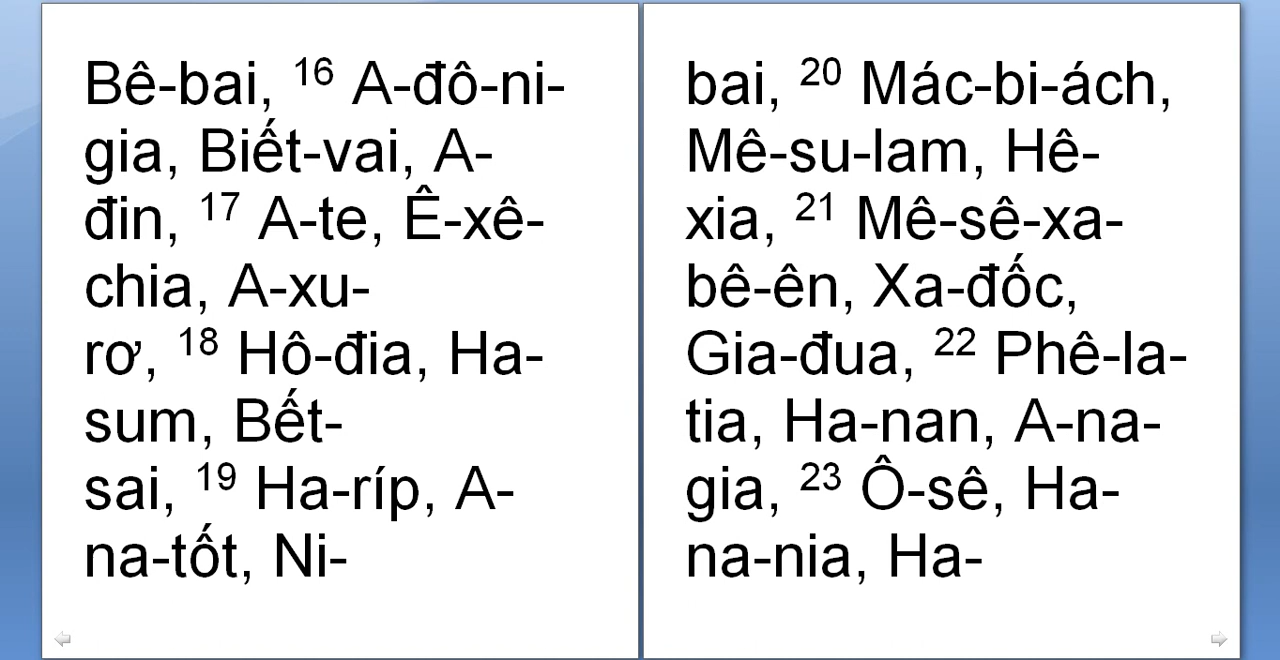 Bê-bai, 16 A-đô-ni-
gia, Biết-vai, A-
đin, 17 A-te, Ê-xê-
chia, A-xu-
rơ, 18 Hô-đia, Ha-
sum, Bết-
sai, 19 Ha-ríp, A-
na-tốt, Ni-
bai, 20 Mác-bi-ách,
Mê-su-lam, Hê-
xia, 21 Mê-sê-xa-
bê-ên, Xa-đốc,
Gia-đua, 22 Phê-la-
tia, Ha-nan, A-na-
gia, 23 Ô-sê, Ha-
na-nia, Ha-